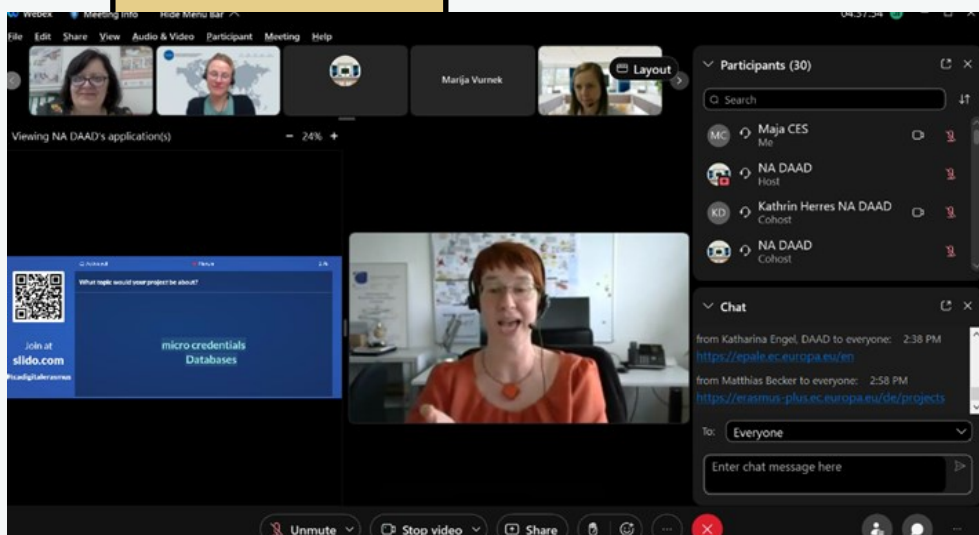 Webex Meeting Info Hide Menu Bar
04:57:54
File Edit Share View Audio & Video Participant Meeting Help
Marija Vurnek
Layout
Viewing NA DAAD's application(s) - 24% +
What topic would your project be about?
micro credentials
Databases
Join at
slido.com
Participants (30)
Search
MC Maja CES
Me
NA DAAD
Host
KD Kathrin Herres NA DAAD
Cohost
NA DAAD
Cohost
Chat
from Katharina Engel, DAAD to everyone: 2:38 PM
https://epale.ec.europa.eu/en
from Matthias Becker to everyone: 2:58 PM
https://erasmus-plus.ec.europa.eu/de/projects
To: Everyone
Enter chat message here
Unmute Stop video Share